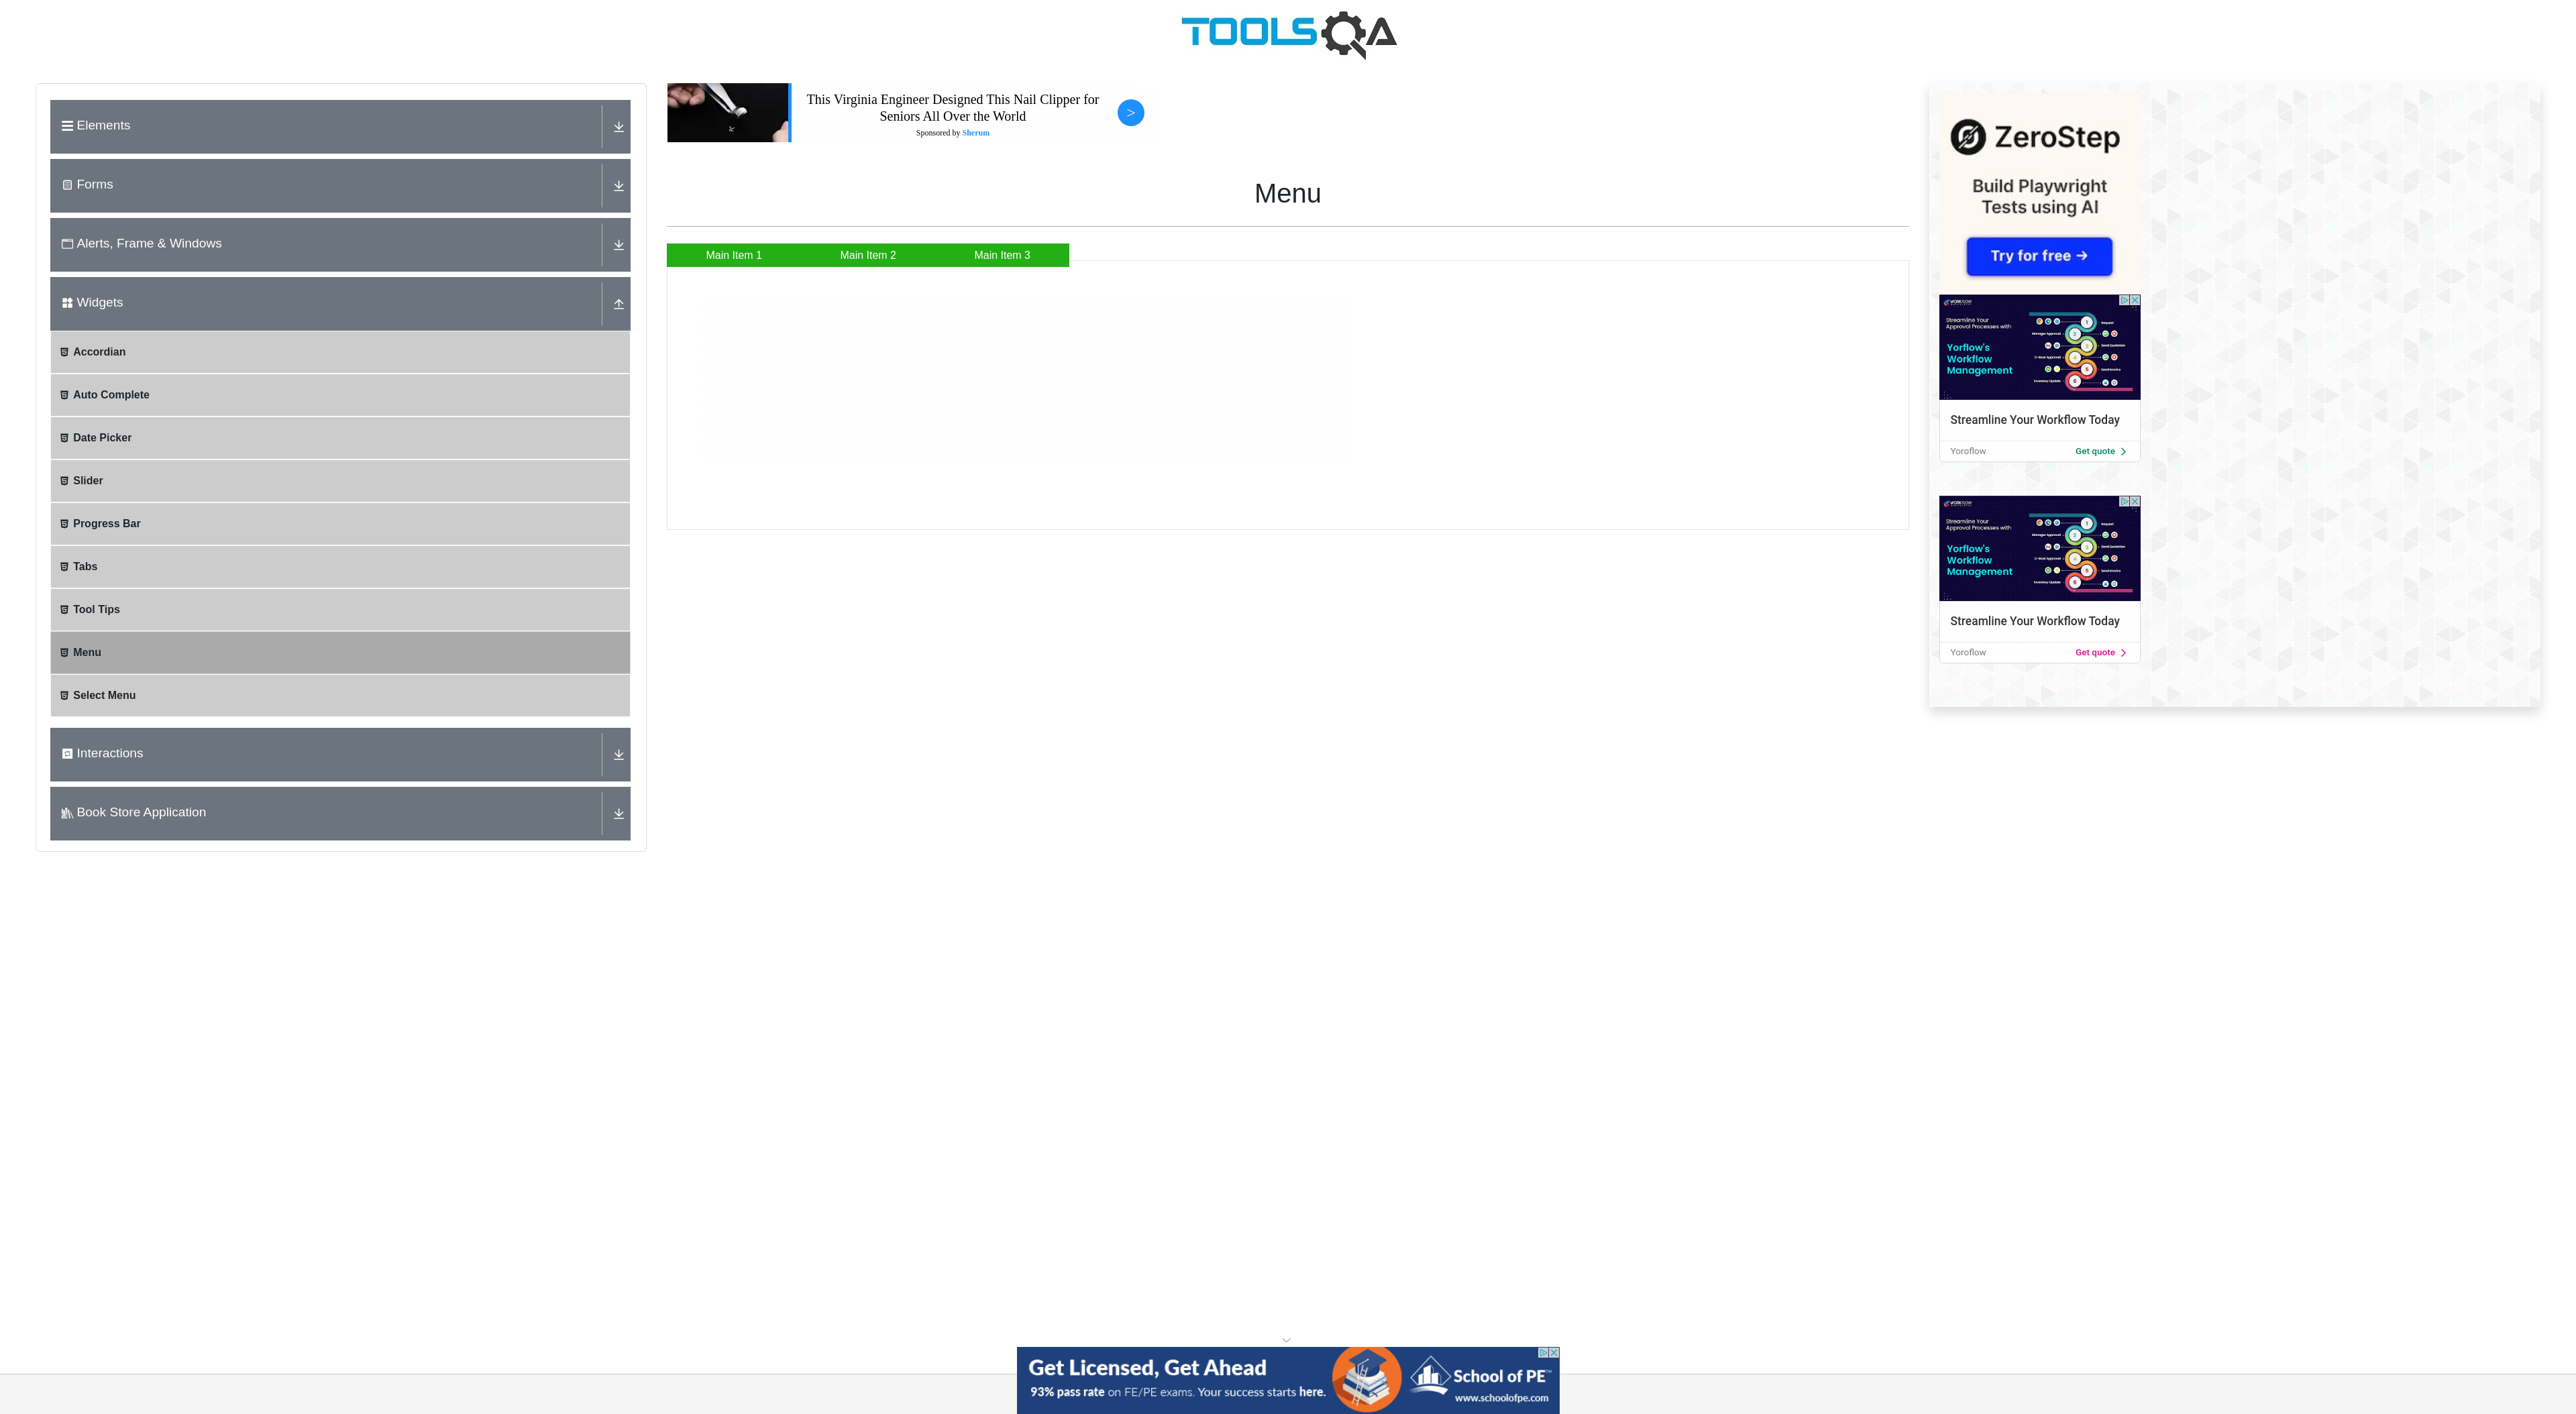 TOOLSQA
Elements
Forms
Alerts, Frame & Windows
Widgets
Accordian
Auto Complete
Date Picker
Slider
Progress Bar
Tabs
Tool Tips
Menu
Select Menu
Interactions
Book Store Application
This Virginia Engineer Designed This Nail Clipper for
Seniors All Over the World
Sponsored by Sherum
>
Menu
Main Item 1 Main Item 2 Main Item 3
ZeroStep
Build Playwright
Tests using AI
Try for free →
Streamline Your
Approval Processes with
Yorflow's
Workflow
Management
Streamline Your Workflow Today
Yoroflow Get quote
Streamline Your
Approval Processes with
Yorflow's
Workflow
Management
Streamline Your Workflow Today
Yoroflow Get quote
Get Licensed, Get Ahead
93% pass rate on FE/PE exams. Your success starts here.
School of PE
www.schoolofpe.com